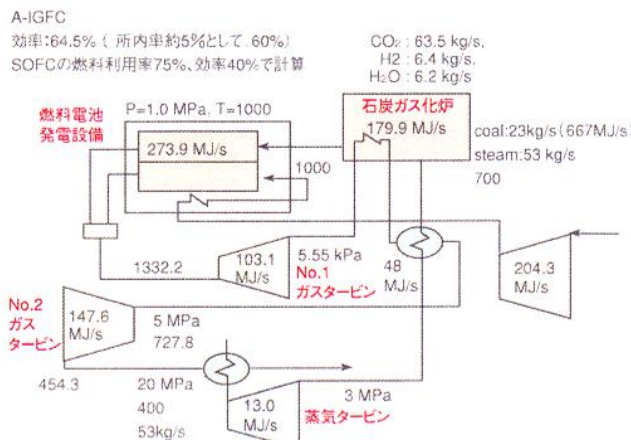 A-IGFC
効率:64.5% ( 所内率約5%として、60%)
SOFCの燃料利用率75%、効率40%で計算
CO2 : 63.5 kg/s,
H2 : 6.4 kg/s,
H2O : 6.2 kg/s
燃料電池
発電設備
P=1.0 MPa, T=1000
273.9 MJ/s
1000
石炭ガス化炉
179.9 MJ/s
coal:23kg/s(667MJ/s)
steam:53 kg/s
700
1332.2
103.1
MJ/s
5.55 kPa
No.1
ガスタービン
48
MJ/s
204.3
MJ/s
No.2
ガス
タービン
147.6
MJ/s
5 MPa
727.8
454.3
20 MPa
400
53kg/s
13.0
MJ/s
3 MPa
蒸気タービン